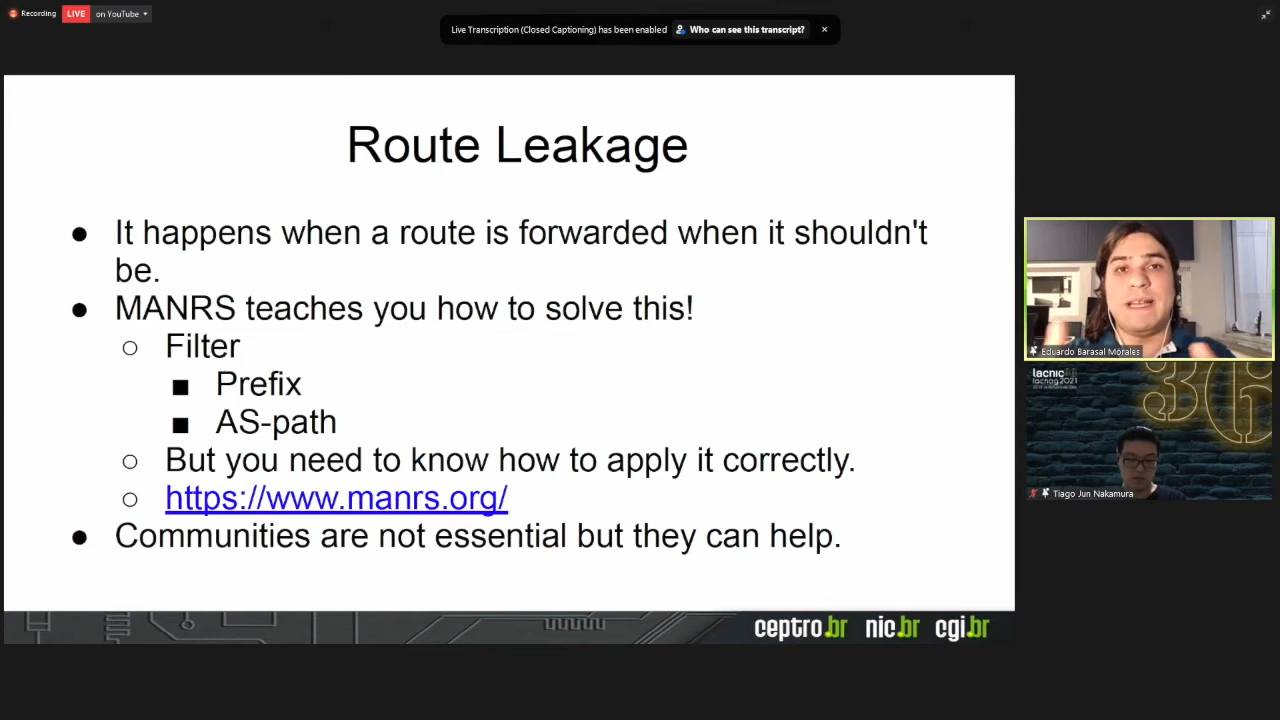 Recording
LIVE on YouTube
Live Transcription (Closed Captioning) has been enabled Who can see this transcript?
Route Leakage
● It happens when a route is forwarded when it shouldn't
be.
● MANRS teaches you how to solve this!
○ Filter
■ Prefix
■ AS-path
○ But you need to know how to apply it correctly.
○ https://www.manrs.org/
● Communities are not essential but they can help.
ceptro.br nic.br cgi.br
Eduardo Barasal Morales
lacnic36
lacnog2021
36
Tiago Jun Nakamura